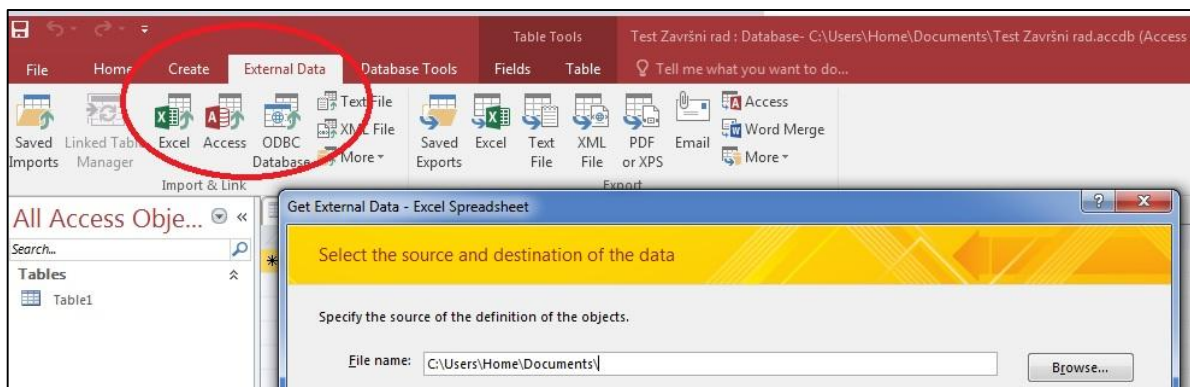 Table Tools
Test Završni rad : Database- C:\Users\Home\Documents\Test Završni rad.accdb (Access
File Home Create External Data Database Tools Fields Table Tell me what you want to do...
Saved Imports
Linked Table Manager
Excel
Access
ODBC Database
Text File
XML File
More
Import & Link
Saved Exports
Excel
Text File
XML File
PDF or XPS
Email
Access
Word Merge
More
Export
All Access Obje...
Search...
Tables
Table1
Get External Data - Excel Spreadsheet
Select the source and destination of the data
Specify the source of the definition of the objects.
File name: C:\Users\Home\Documents\
Browse...